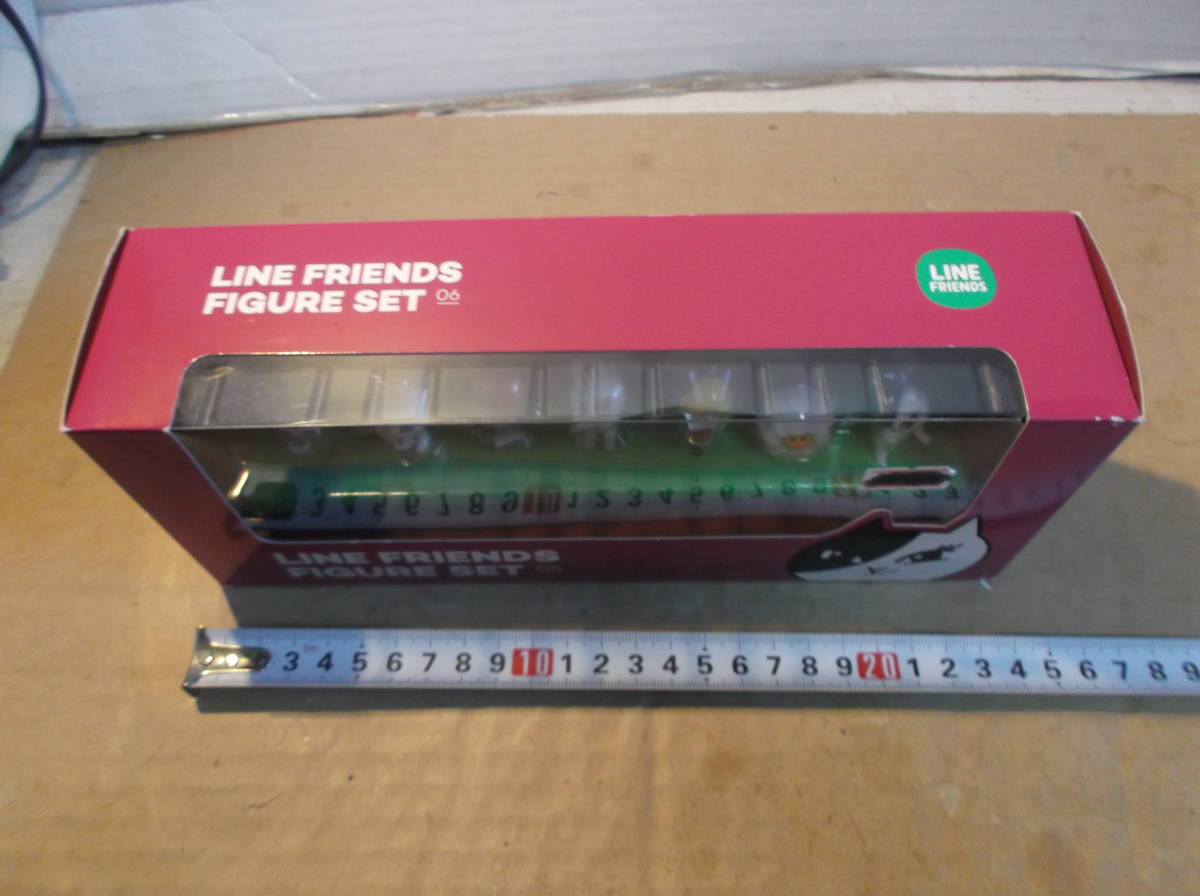 LINE FRIENDS
FIGURE SET 06
LINE
FRIENDS
LINE FRIENDS
FIGURE SET
3 4 5 6 7 8 9 10 1 2 3 4 5 6 7 8 9 20 1 2 3 4 5 6 7 8 9